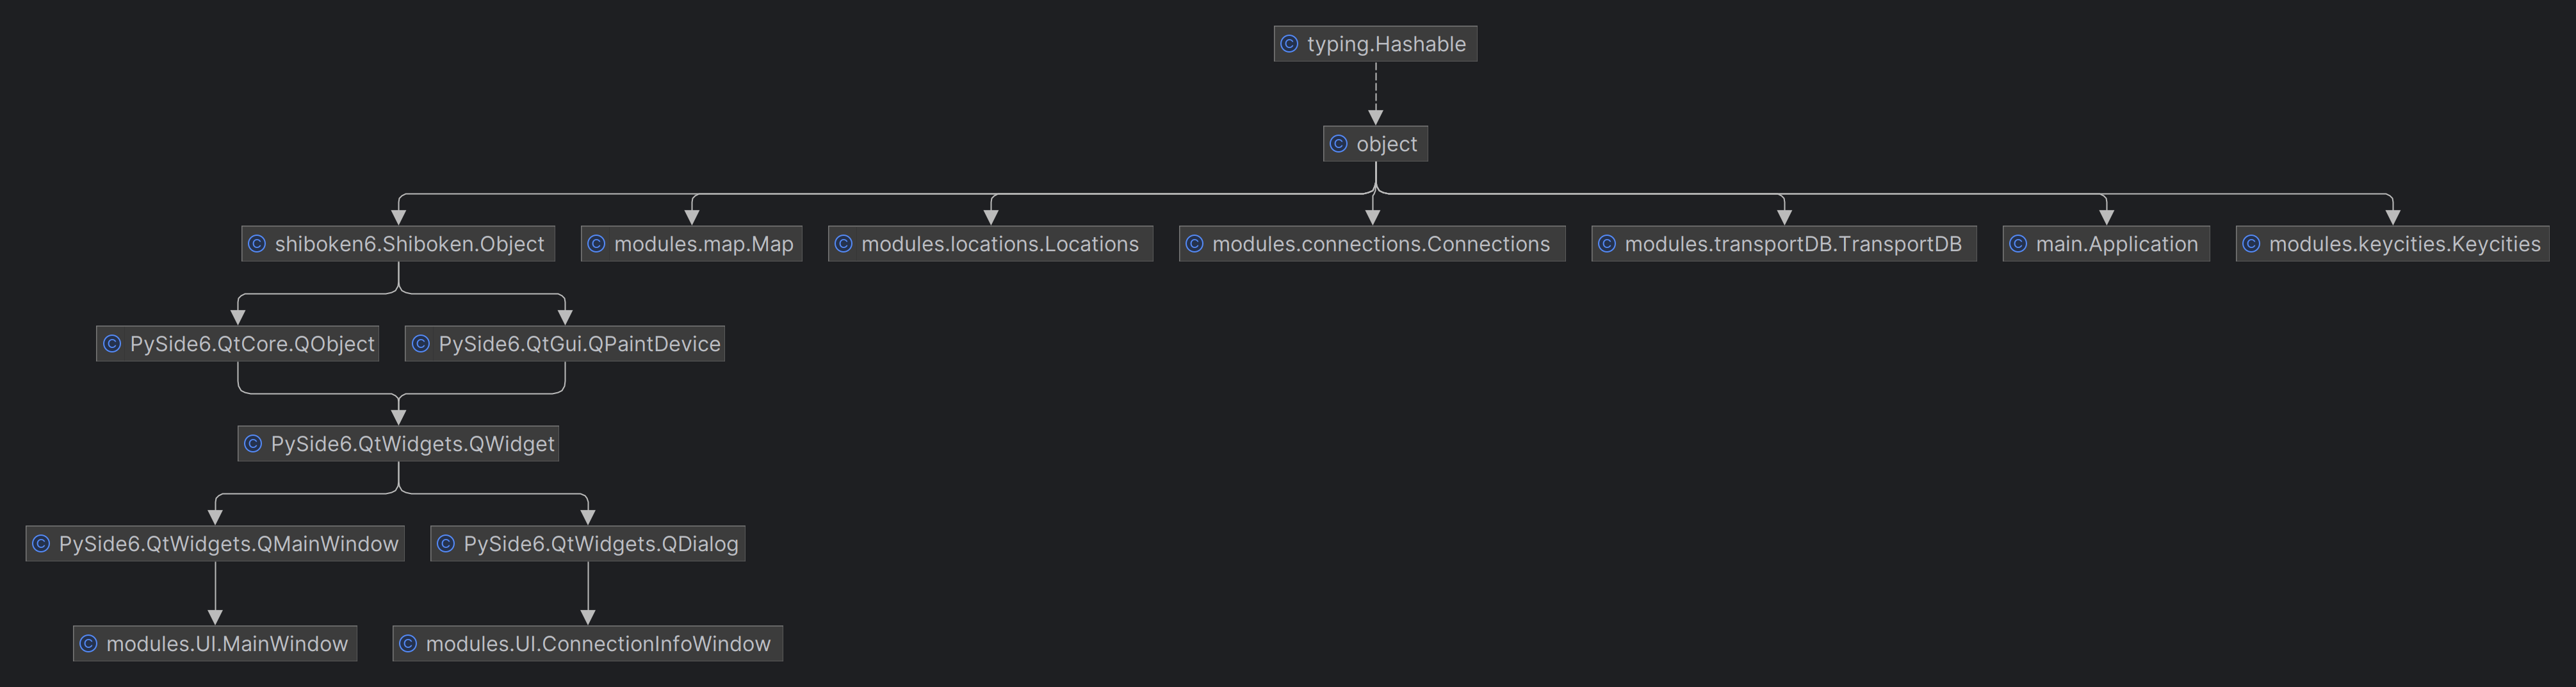 typing.Hashable
object
shiboken6.Shiboken.Object
modules.map.Map
modules.locations.Locations
modules.connections.Connections
modules.transportDB.TransportDB
main.Application
modules.keycities.Keycities
PySide6.QtCore.QObject
PySide6.QtGui.QPaintDevice
PySide6.QtWidgets.QWidget
PySide6.QtWidgets.QMainWindow
PySide6.QtWidgets.QDialog
modules.UI.MainWindow
modules.UI.ConnectionInfoWindow